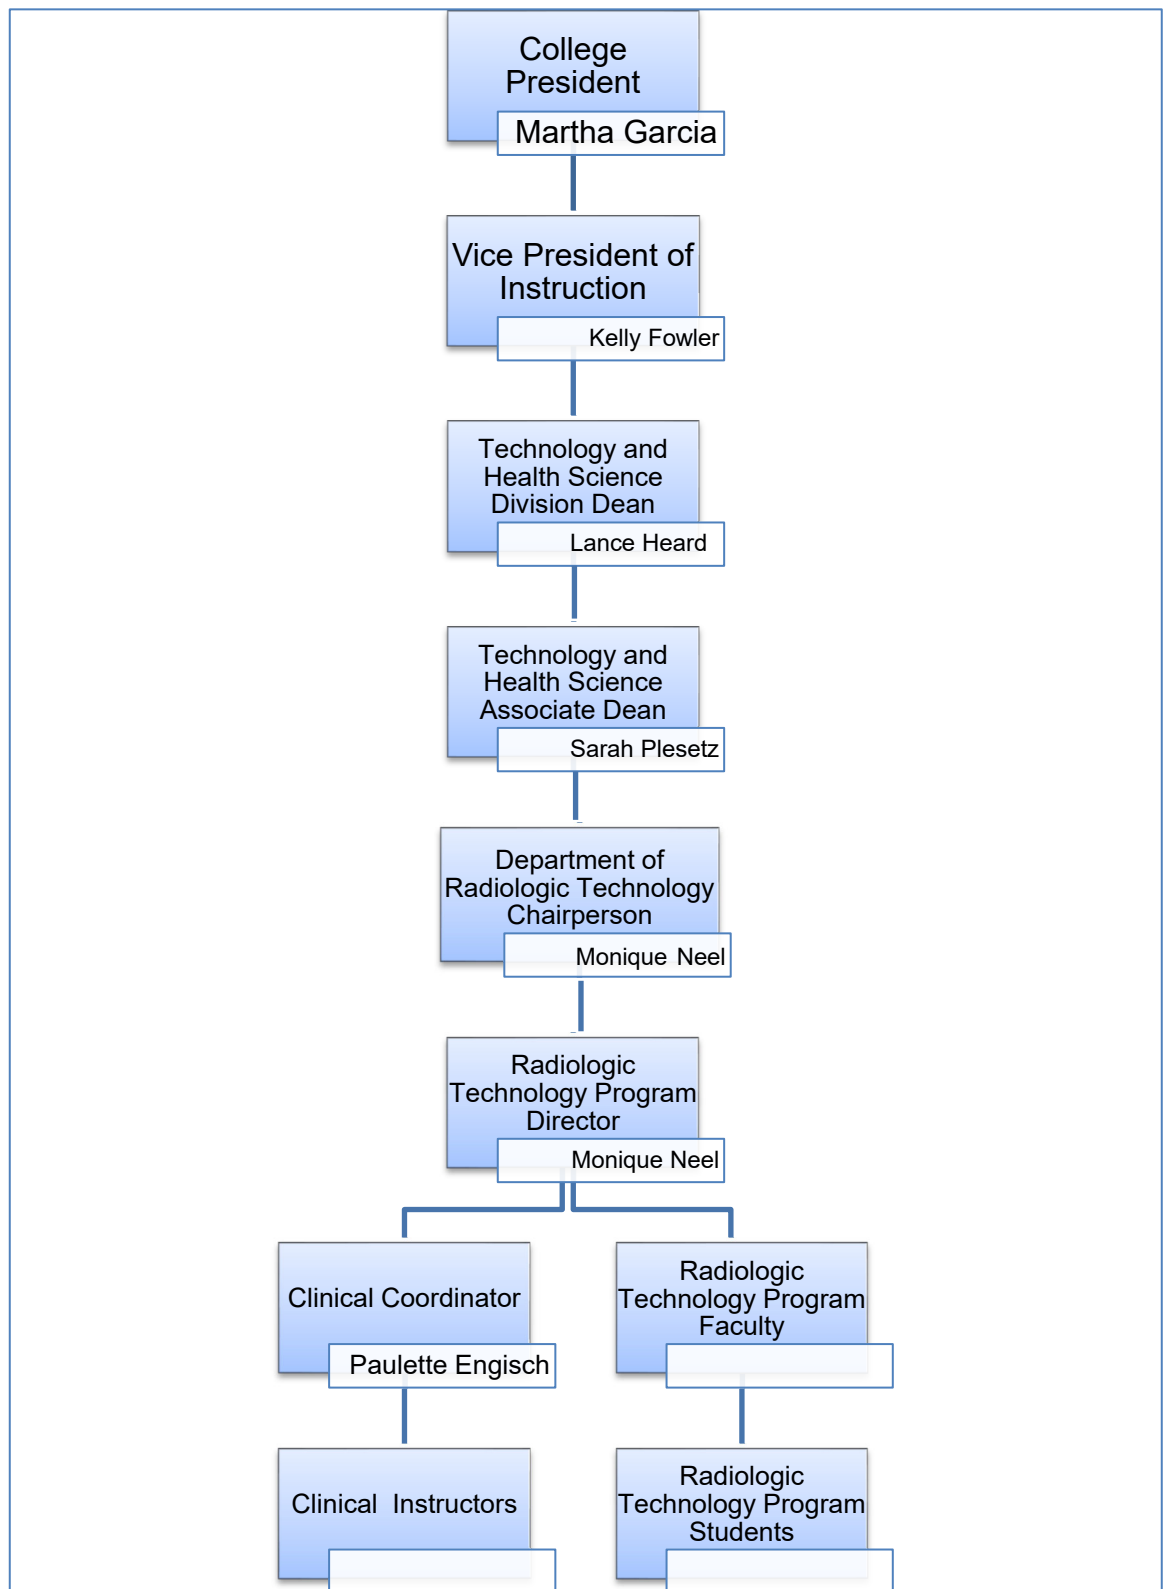 College
President
Martha Garcia
Vice President of
Instruction
Kelly Fowler
Technology and
Health Science
Division Dean
Lance Heard
Technology and
Health Science
Associate Dean
Sarah Plesetz
Department of
Radiologic Technology
Chairperson
Monique Neel
Radiologic
Technology Program
Director
Monique Neel
Clinical Coordinator
Paulette Engisch
Radiologic
Technology Program
Faculty
Clinical Instructors
Radiologic
Technology Program
Students